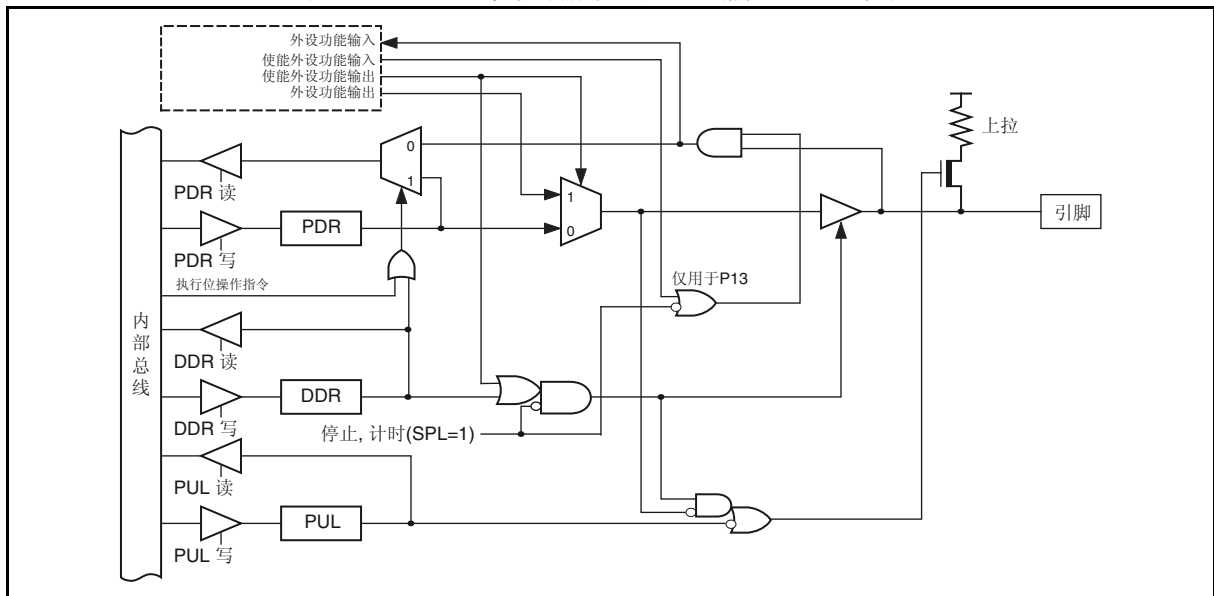 外设功能输入
使能外设功能输入
使能外设功能输出
外设功能输出
上拉
0
1
PDR 读
1
0
引脚
PDR
PDR 写
执行位操作指令
仅用于P13
内部总线
DDR 读
DDR
DDR 写
停止, 计时(SPL=1)
PUL 读
PUL
PUL 写